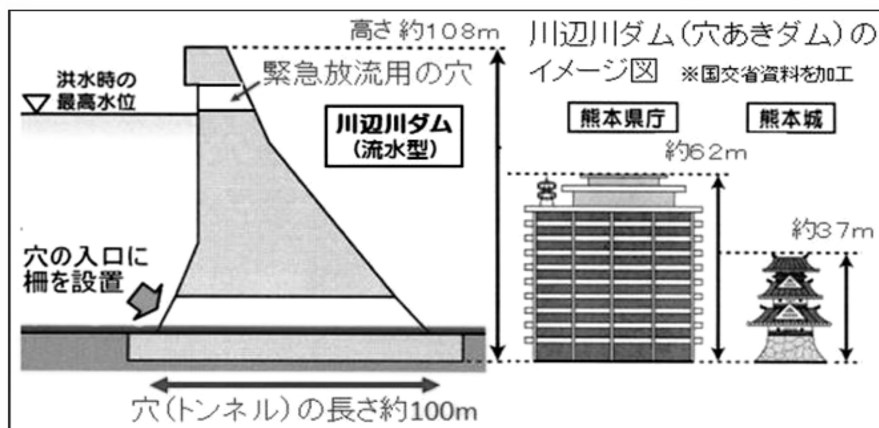 高さ 約108m
川辺川ダム(穴あきダム)の
イメージ図 ※国交省資料を加工
洪水時の
最高水位
緊急放流用の穴
川辺川ダム
(流水型)
熊本県庁
熊本城
約62m
約37m
穴の入口に
柵を設置
穴(トンネル)の長さ約100m